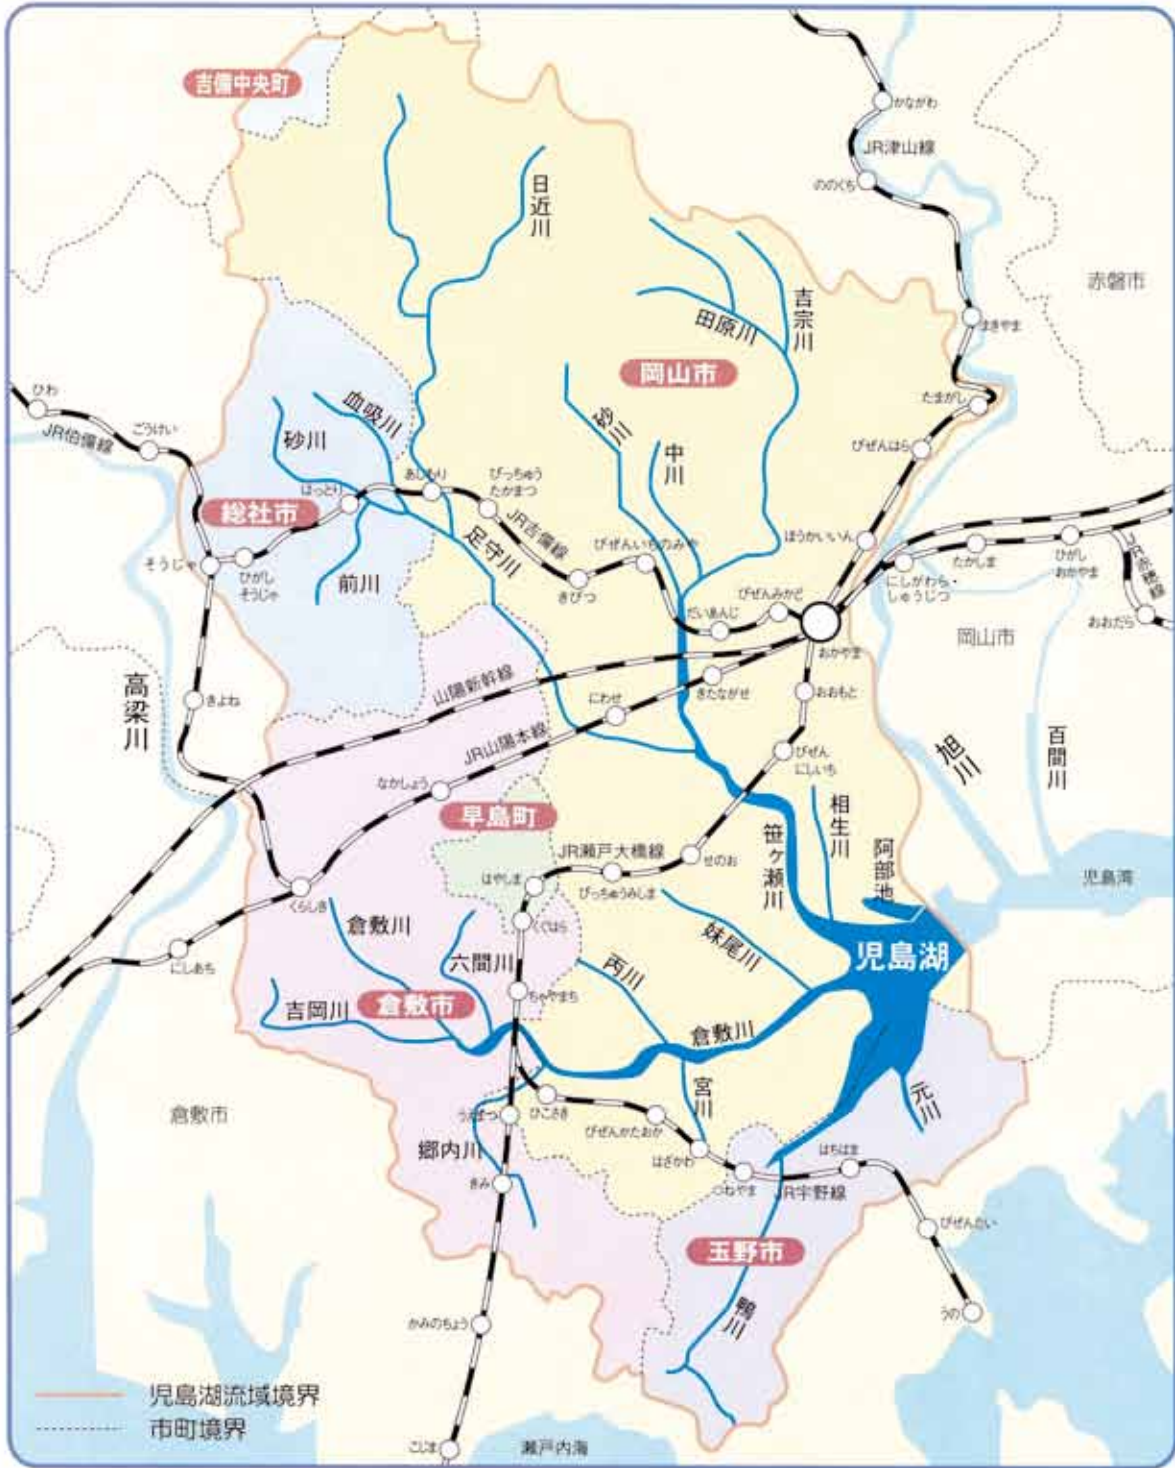 吉備中央町
かながわ
JR津山線
ののくち
日近川
赤磐市
吉宗川
田原川
まきやま
岡山市
たまがし
ひわ
JR伯備線
ごうけい
血吸川
砂川
砂川
中川
びぜんはら
あしもり
びっちゅう
たかまつ
はっとり
総社市
JR吉備線
足守川
びぜんいちのみや
ほうかいいん
たかしま
ひがし
おかやま
JR赤穂線
そうじゃ
ひがし
そうじゃ
前川
きびつ
にしがわら・
しゅうじつ
だいあんじ
びぜんみかど
おおだら
おかやま
岡山市
山陽新幹線
きたながせ
にわせ
おおもと
高梁川
きよね
JR山陽本線
びぜん
にしいち
旭川
百間川
なかしょう
早島町
相生川
笹ヶ瀬川
阿部池
JR瀬戸大橋線
せのお
はやしま
びっちゅうみしま
児島湾
くらしき
倉敷川
くぐはら
妹尾川
児島湖
にしあち
六間川
丙川
ちゃやまち
吉岡川
倉敷市
倉敷川
宮川
元川
倉敷市
うえまつ
ひこさき
びぜんかたおか
郷内川
はざかわ
はちはま
きみ
つねやま
JR宇野線
びぜんたい
玉野市
うの
鴨川
かみのちょう
児島湖流域境界
市町境界
こじま
瀬戸内海